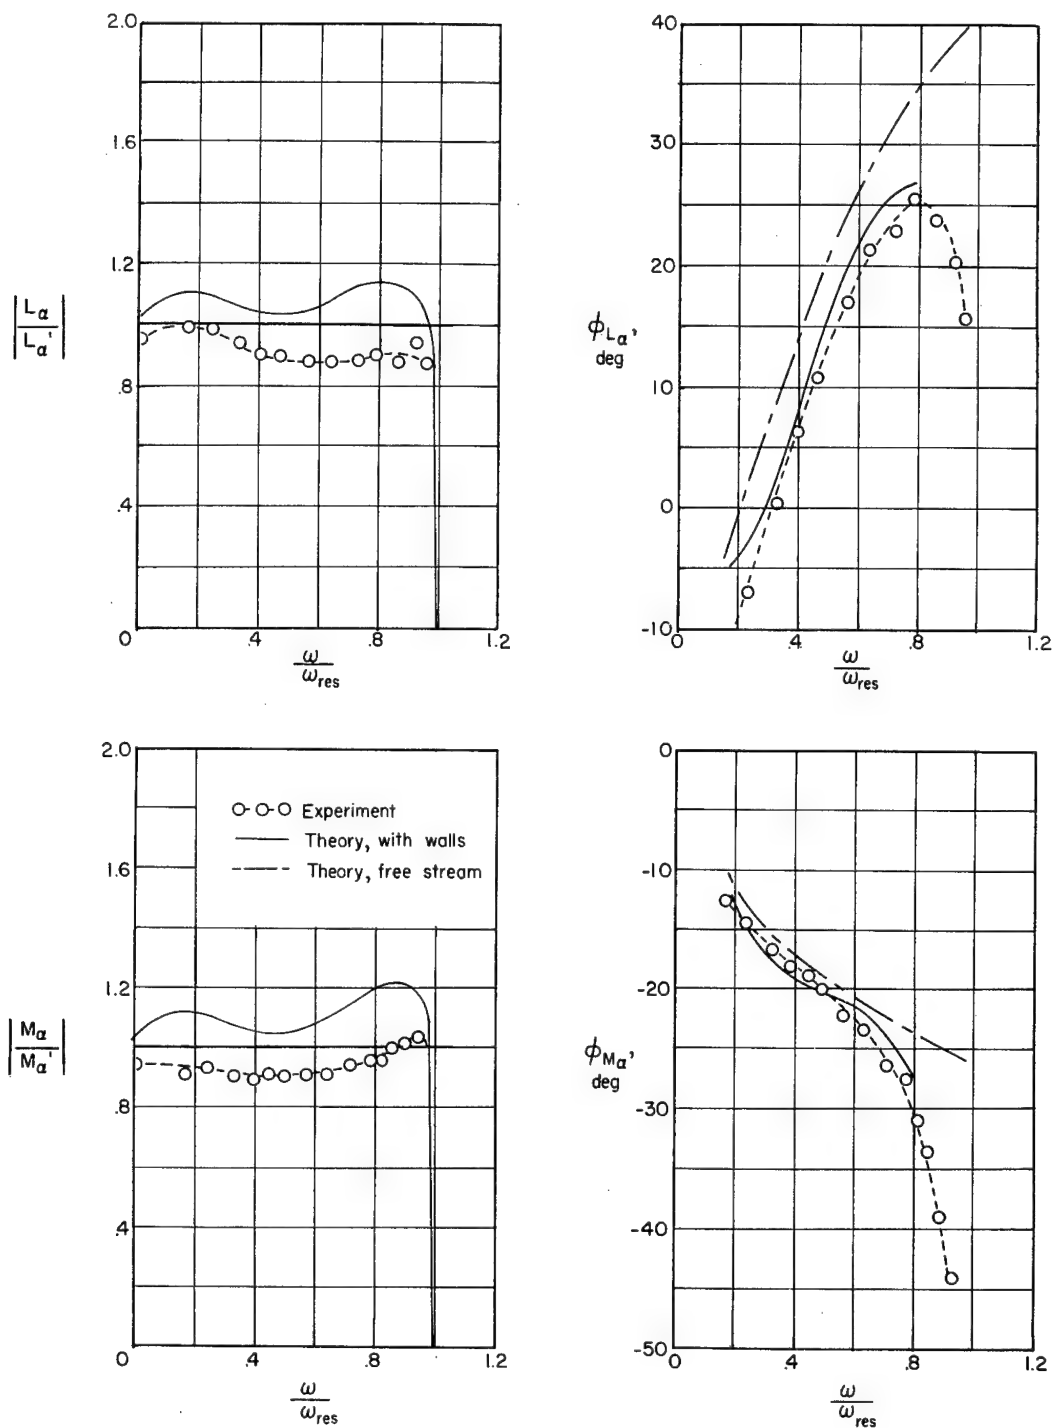 2.0
1.6
1.2
.8
.4
0
.4
.8
1.2
|Lα / Lα'|
ω / ωres
40
30
20
10
0
-10
0
.4
.8
1.2
ϕLα,
deg
ω / ωres
2.0
1.6
1.2
.8
.4
0
.4
.8
1.2
|Mα / Mα'|
ω / ωres
O-O-O Experiment
Theory, with walls
Theory, free stream
0
-10
-20
-30
-40
-50
0
.4
.8
1.2
ϕMα,
deg
ω / ωres